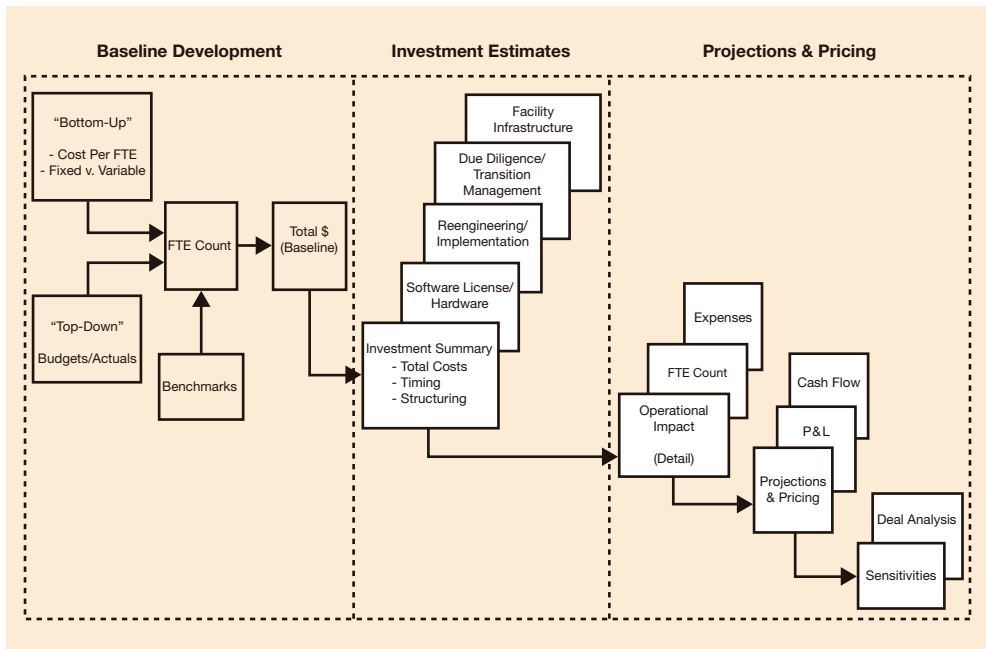 Baseline Development
Investment Estimates
Projections & Pricing
“Bottom-Up”
- Cost Per FTE
- Fixed v. Variable
FTE Count
Total $
(Baseline)
“Top-Down”
Budgets/Actuals
Benchmarks
Facility
Infrastructure
Due Diligence/
Transition
Management
Reengineering/
Implementation
Software License/
Hardware
Investment Summary
- Total Costs
- Timing
- Structuring
Expenses
FTE Count
Operational
Impact
(Detail)
Cash Flow
P&L
Projections
& Pricing
Deal Analysis
Sensitivities